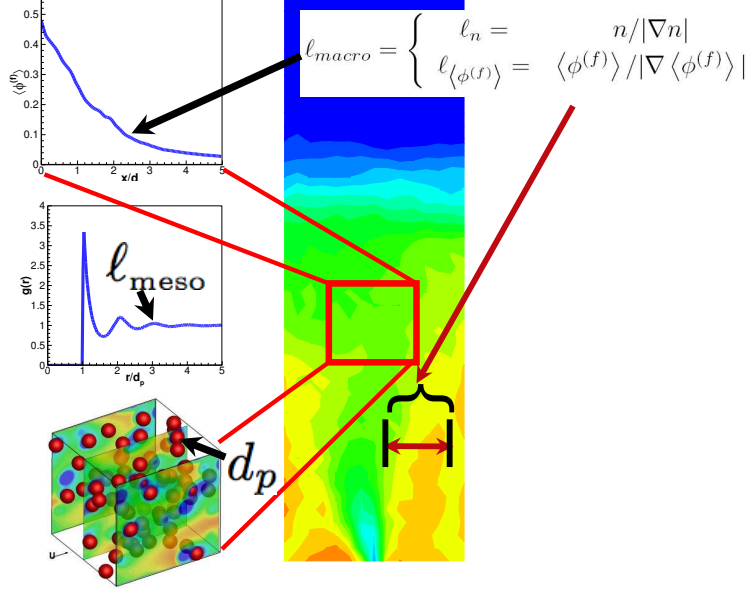 0.5
0.4
0.3
0.2
0.1
0
⟨ϕ^(f)⟩
0 1 2 3 4 5
x/d
ℓ_macro = { ℓ_n = n/|∇n|
ℓ_⟨ϕ^(f)⟩ = ⟨ϕ^(f)⟩/|∇⟨ϕ^(f)⟩|
4
3.5
3
2.5
2
1.5
1
0.5
0
g(r)
ℓ_meso
0 1 2 3 4 5
r/d_p
d_p
U